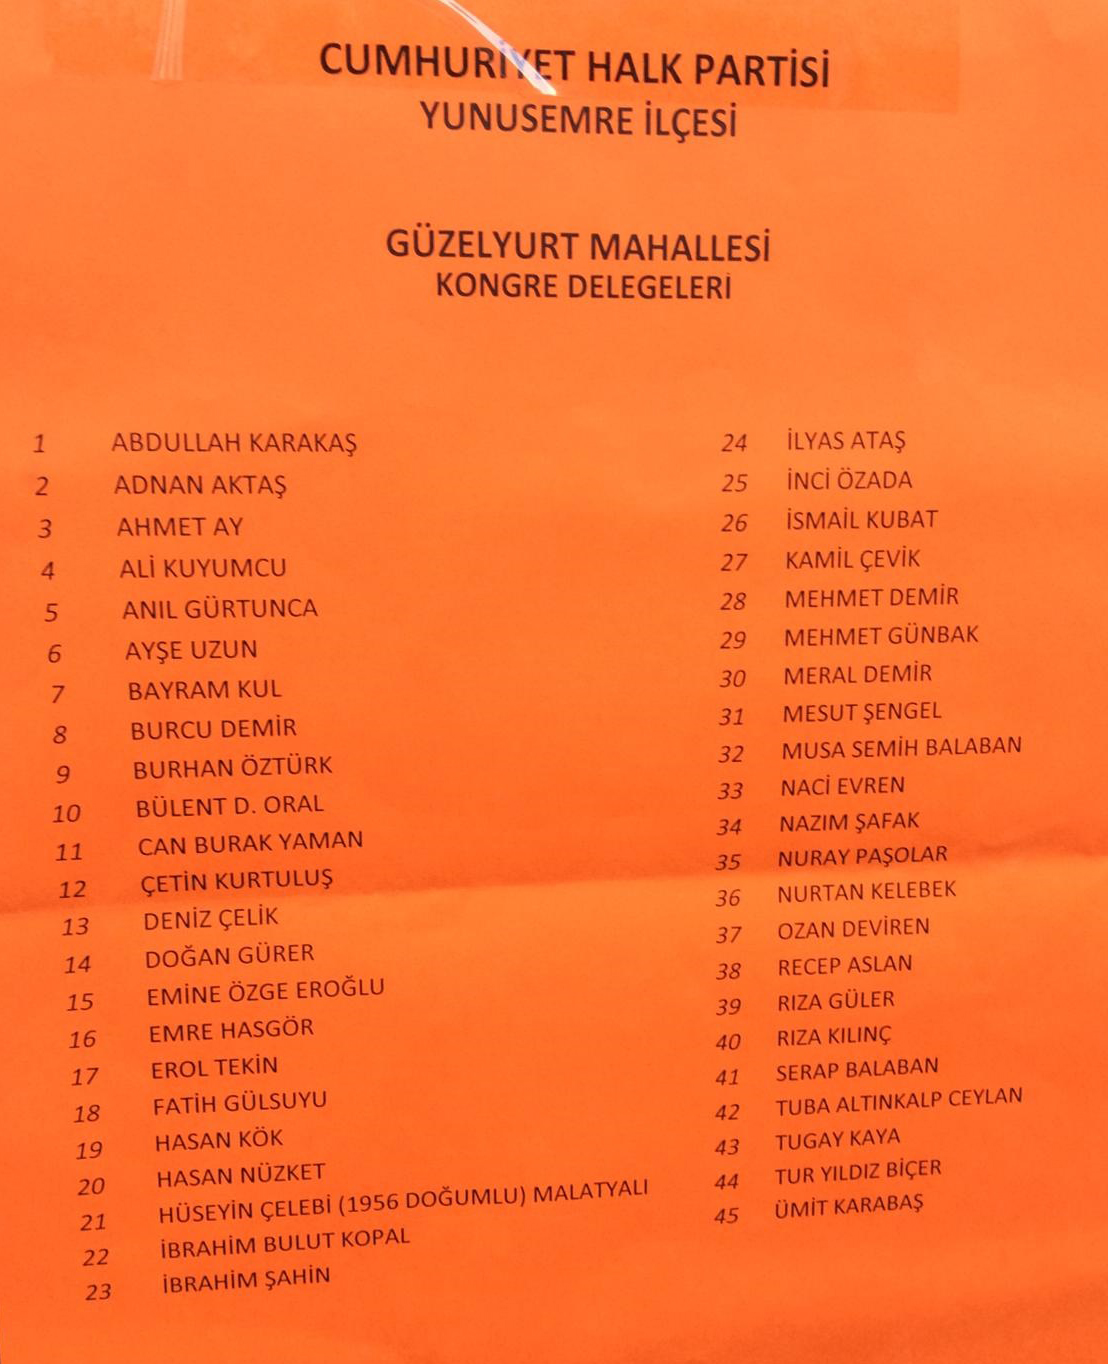 CUMHURİYET HALK PARTİSİ
YUNUSEMRE İLÇESİ
GÜZELYURT MAHALLESİ
KONGRE DELEGELERİ
1 ABDULLAH KARAKAŞ
2 ADNAN AKTAŞ
3 AHMET AY
4 ALİ KUYUMCU
5 ANIL GÜRTUNCA
6 AYŞE UZUN
7 BAYRAM KUL
8 BURCU DEMİR
9 BURHAN ÖZTÜRK
10 BÜLENT D. ORAL
11 CAN BURAK YAMAN
12 ÇETİN KURTULUŞ
13 DENİZ ÇELİK
14 DOĞAN GÜRER
15 EMİNE ÖZGE EROĞLU
16 EMRE HASGÖR
17 EROL TEKİN
18 FATİH GÜLSUYU
19 HASAN KÖK
20 HASAN NÜZKET
21 HÜSEYİN ÇELEBİ (1956 DOĞUMLU) MALATYALI
22 İBRAHİM BULUT KOPAL
23 İBRAHİM ŞAHİN
24 İLYAS ATAŞ
25 İNCİ ÖZADA
26 İSMAİL KUBAT
27 KAMİL ÇEVİK
28 MEHMET DEMİR
29 MEHMET GÜNBAK
30 MERAL DEMİR
31 MESUT ŞENGEL
32 MUSA SEMİH BALABAN
33 NACİ EVREN
34 NAZIM ŞAFAK
35 NURAY PAŞOLAR
36 NURTAN KELEBEK
37 OZAN DEVİREN
38 RECEP ASLAN
39 RIZA GÜLER
40 RIZA KILINÇ
41 SERAP BALABAN
42 TUBA ALTINKALP CEYLAN
43 TUGAY KAYA
44 TUR YILDIZ BİÇER
45 ÜMİT KARABAŞ